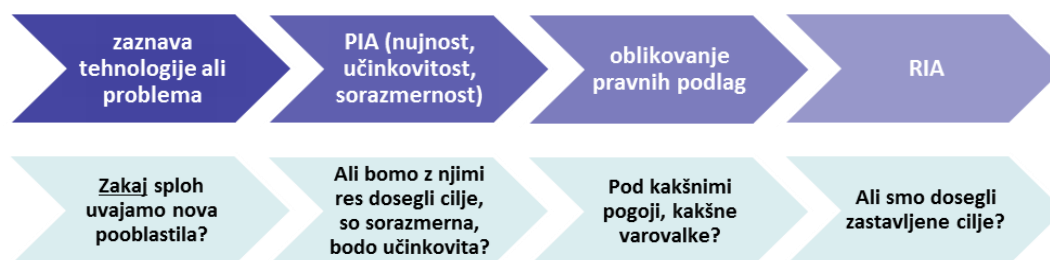 zaznava
tehnologije ali
problema
PIA (nujnost,
učinkovitost,
sorazmernost)
oblikovanje
pravnih podlag
RIA
Zakaj sploh
uvajamo nova
pooblastila?
Ali bomo z njimi
res dosegli cilje,
so sorazmerna,
bodo učinkovita?
Pod kakšnimi
pogoji, kakšne
varovalke?
Ali smo dosegli
zastavljene cilje?